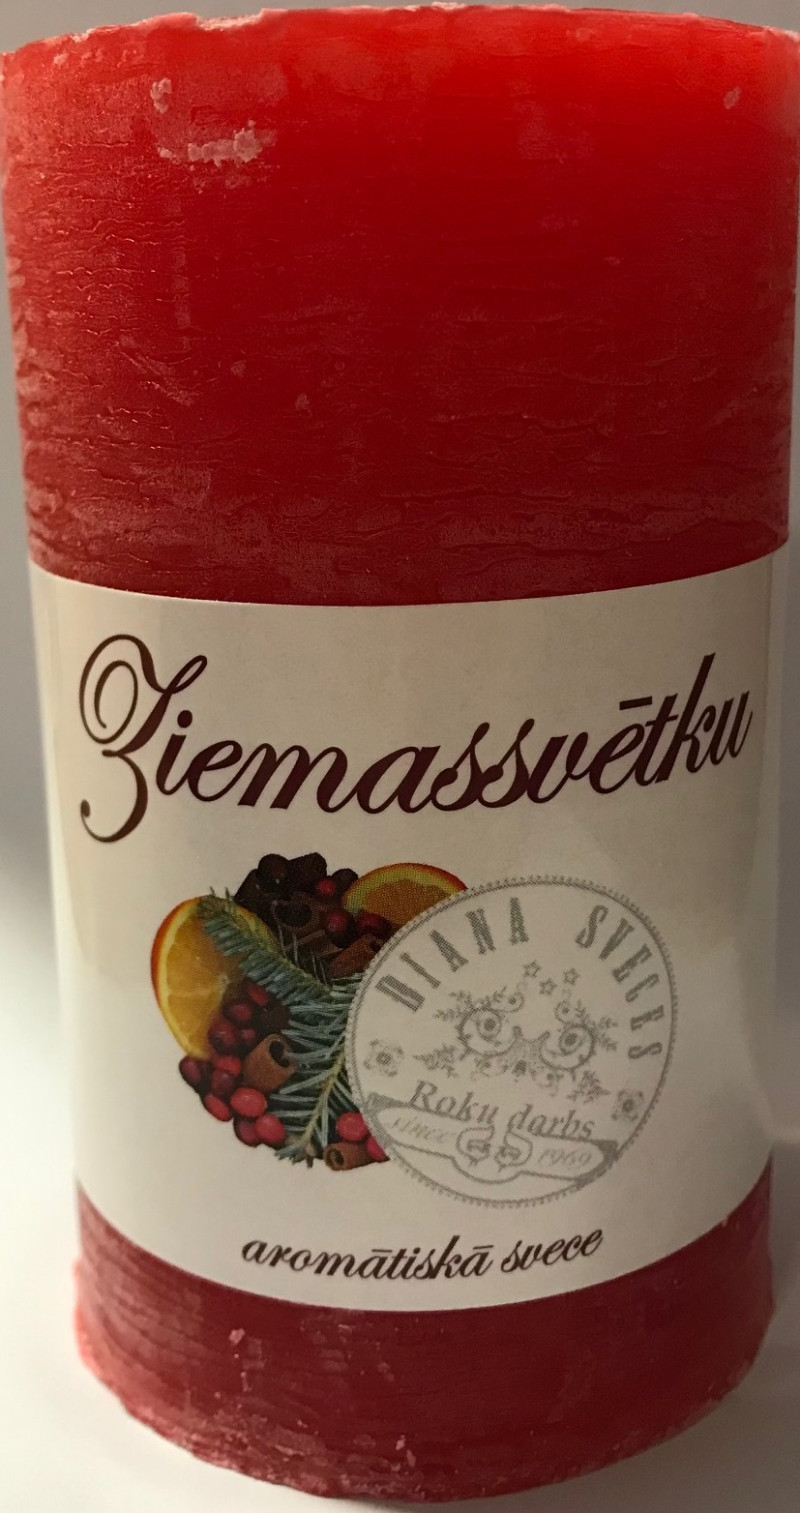 Ziemassvētku
DIANA SVECES
Roku darbs
since 1969
aromātiskā svece